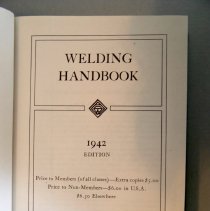 WELDING
HANDBOOK
1942
EDITION
Price to Members (of all classes)—Extra copies $5.00
Price to Non-Members—$6.00 in U.S.A.
$6.50 Elsewhere